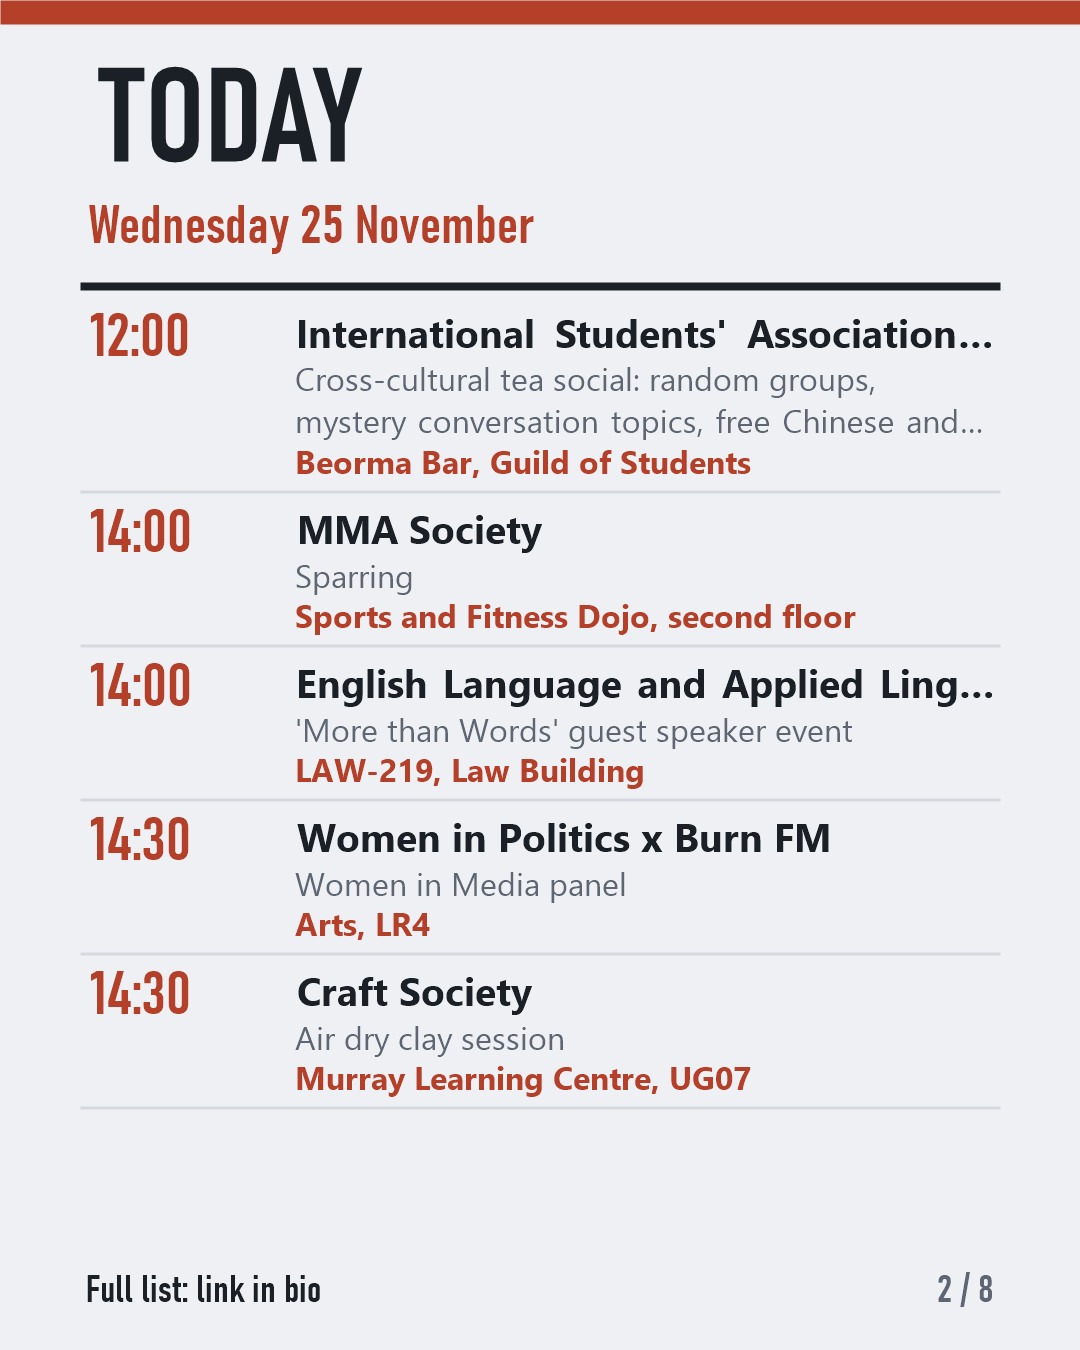 TODAY
Wednesday 25 November
12:00
International Students' Association...
Cross-cultural tea social: random groups,
mystery conversation topics, free Chinese and...
Beorma Bar, Guild of Students
14:00
MMA Society
Sparring
Sports and Fitness Dojo, second floor
14:00
English Language and Applied Ling...
'More than Words' guest speaker event
LAW-219, Law Building
14:30
Women in Politics x Burn FM
Women in Media panel
Arts, LR4
14:30
Craft Society
Air dry clay session
Murray Learning Centre, UG07
Full list: link in bio
2 / 8